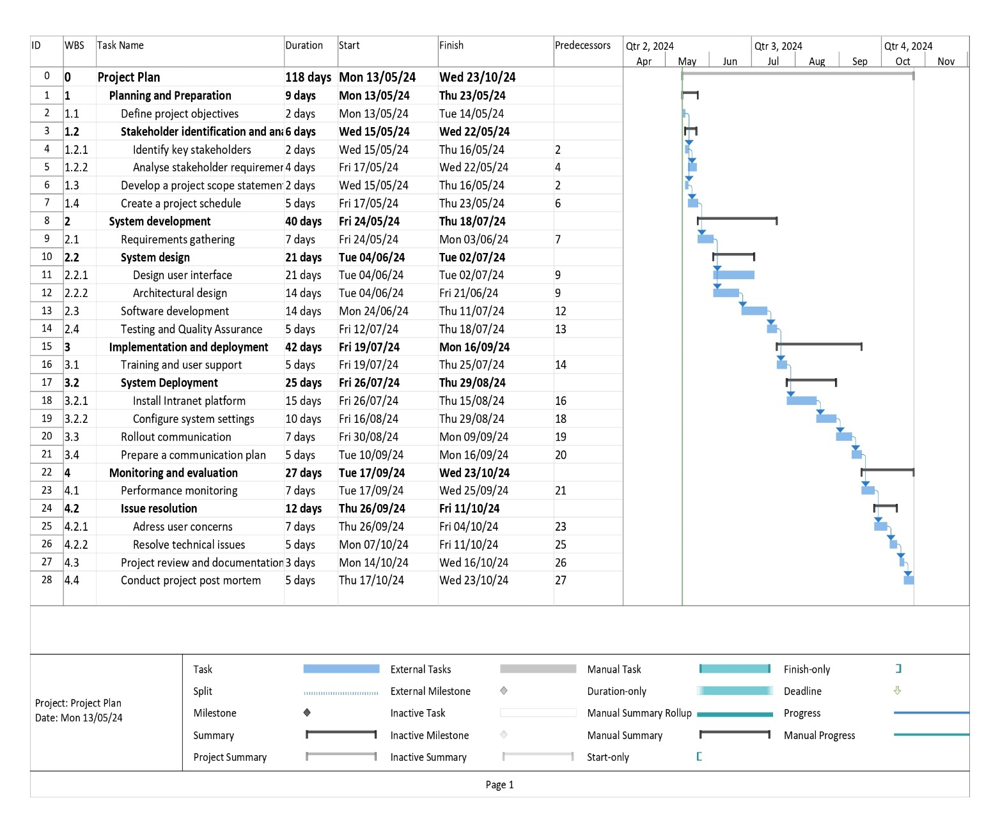 ID WBS Task Name Duration Start Finish Predecessors Qtr 2, 2024 Qtr 3, 2024 Qtr 4, 2024
Apr May Jun Jul Aug Sep Oct Nov
0 0 Project Plan 118 days Mon 13/05/24 Wed 23/10/24
1 1 Planning and Preparation 9 days Mon 13/05/24 Thu 23/05/24
2 1.1 Define project objectives 2 days Mon 13/05/24 Tue 14/05/24
3 1.2 Stakeholder identification and ana 6 days Wed 15/05/24 Wed 22/05/24
4 1.2.1 Identify key stakeholders 2 days Wed 15/05/24 Thu 16/05/24 2
5 1.2.2 Analyse stakeholder requiremer 4 days Fri 17/05/24 Wed 22/05/24 4
6 1.3 Develop a project scope statement 2 days Wed 15/05/24 Thu 16/05/24 2
7 1.4 Create a project schedule 5 days Fri 17/05/24 Thu 23/05/24 6
8 2 System development 40 days Fri 24/05/24 Thu 18/07/24
9 2.1 Requirements gathering 7 days Fri 24/05/24 Mon 03/06/24 7
10 2.2 System design 21 days Tue 04/06/24 Tue 02/07/24
11 2.2.1 Design user interface 21 days Tue 04/06/24 Tue 02/07/24 9
12 2.2.2 Architectural design 14 days Tue 04/06/24 Fri 21/06/24 9
13 2.3 Software development 14 days Mon 24/06/24 Thu 11/07/24 12
14 2.4 Testing and Quality Assurance 5 days Fri 12/07/24 Thu 18/07/24 13
15 3 Implementation and deployment 42 days Fri 19/07/24 Mon 16/09/24
16 3.1 Training and user support 5 days Fri 19/07/24 Thu 25/07/24 14
17 3.2 System Deployment 25 days Fri 26/07/24 Thu 29/08/24
18 3.2.1 Install Intranet platform 15 days Fri 26/07/24 Thu 15/08/24 16
19 3.2.2 Configure system settings 10 days Fri 16/08/24 Thu 29/08/24 18
20 3.3 Rollout communication 7 days Fri 30/08/24 Mon 09/09/24 19
21 3.4 Prepare a communication plan 5 days Tue 10/09/24 Mon 16/09/24 20
22 4 Monitoring and evaluation 27 days Tue 17/09/24 Wed 23/10/24
23 4.1 Performance monitoring 7 days Tue 17/09/24 Wed 25/09/24 21
24 4.2 Issue resolution 12 days Thu 26/09/24 Fri 11/10/24
25 4.2.1 Adress user concerns 7 days Thu 26/09/24 Fri 04/10/24 23
26 4.2.2 Resolve technical issues 5 days Mon 07/10/24 Fri 11/10/24 25
27 4.3 Project review and documentation 3 days Mon 14/10/24 Wed 16/10/24 26
28 4.4 Conduct project post mortem 5 days Thu 17/10/24 Wed 23/10/24 27
Project: Project Plan
Date: Mon 13/05/24
Task External Tasks Manual Task Finish-only
Split External Milestone Duration-only Deadline
Milestone Inactive Task Manual Summary Rollup Progress
Summary Inactive Milestone Manual Summary Manual Progress
Project Summary Inactive Summary Start-only
Page 1